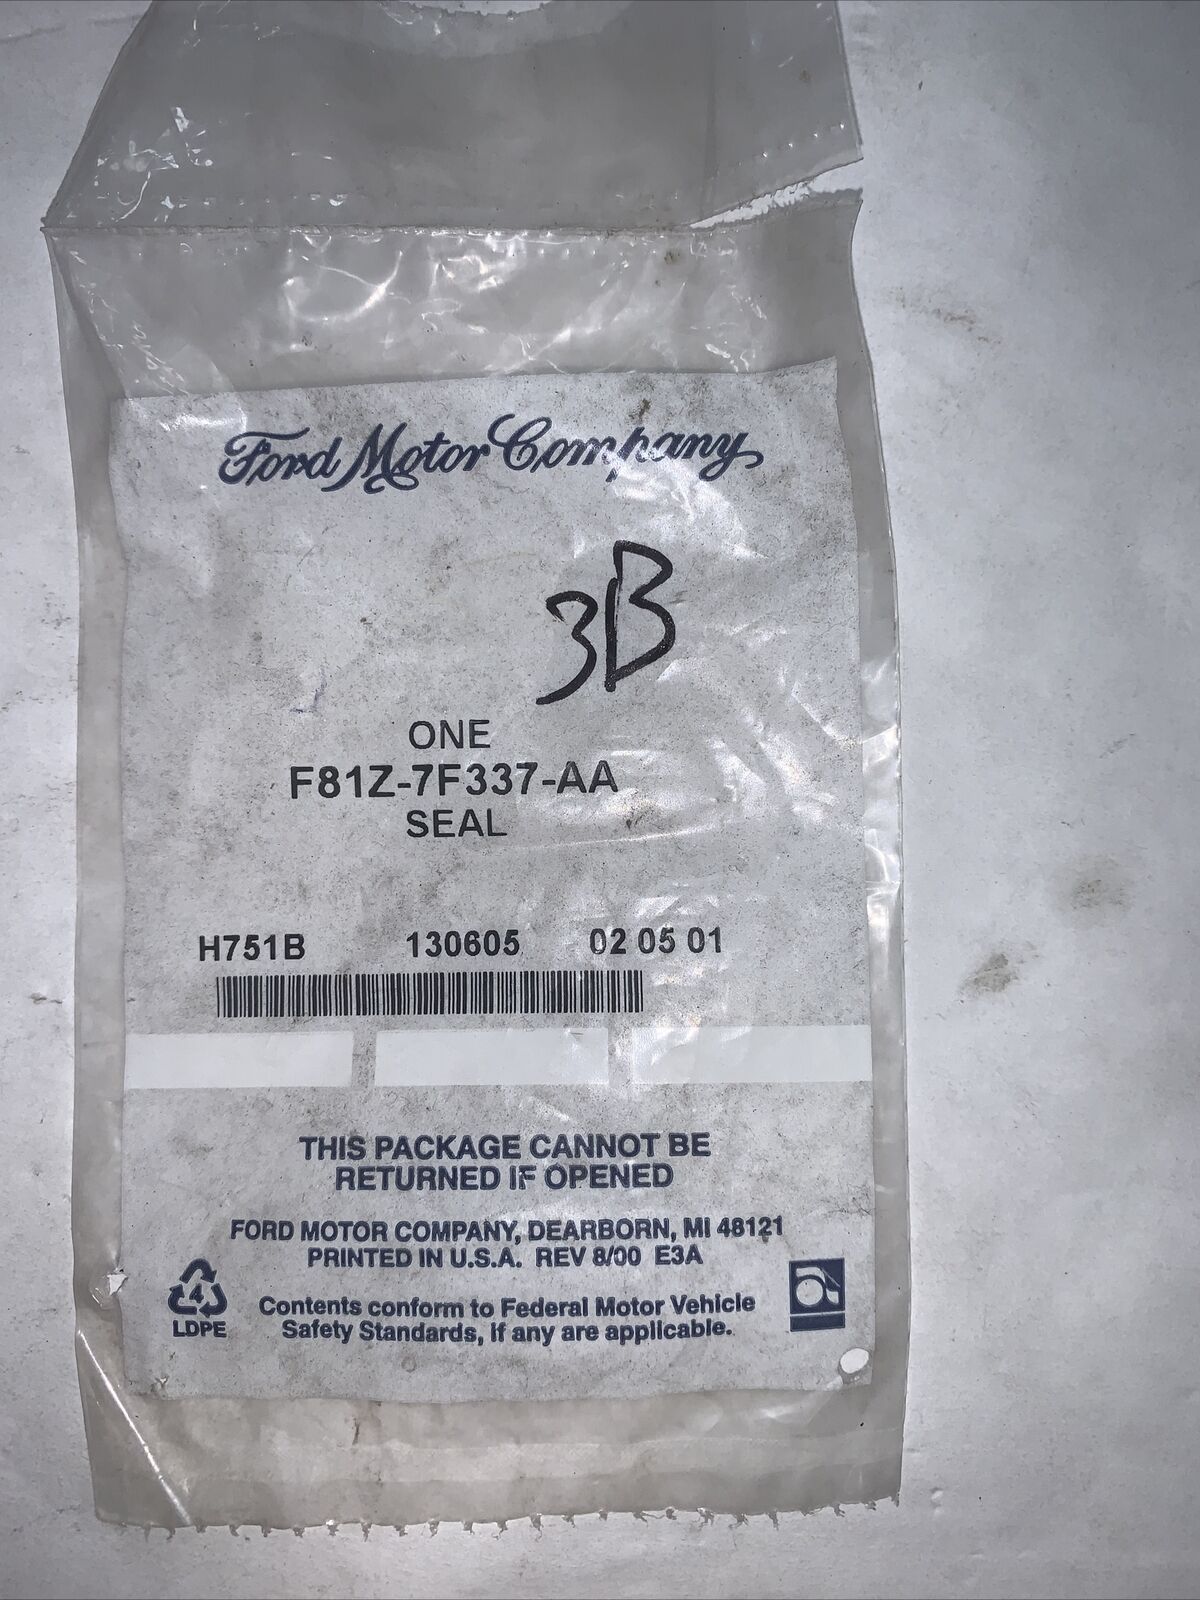 Ford Motor Company,
3B
ONE
F81Z-7F337-AA
SEAL
H751B 130605 02 05 01
THIS PACKAGE CANNOT BE
RETURNED IF OPENED
FORD MOTOR COMPANY, DEARBORN, MI 48121
PRINTED IN U.S.A. REV 8/00 E3A
4
LDPE
Contents conform to Federal Motor Vehicle
Safety Standards, if any are applicable.